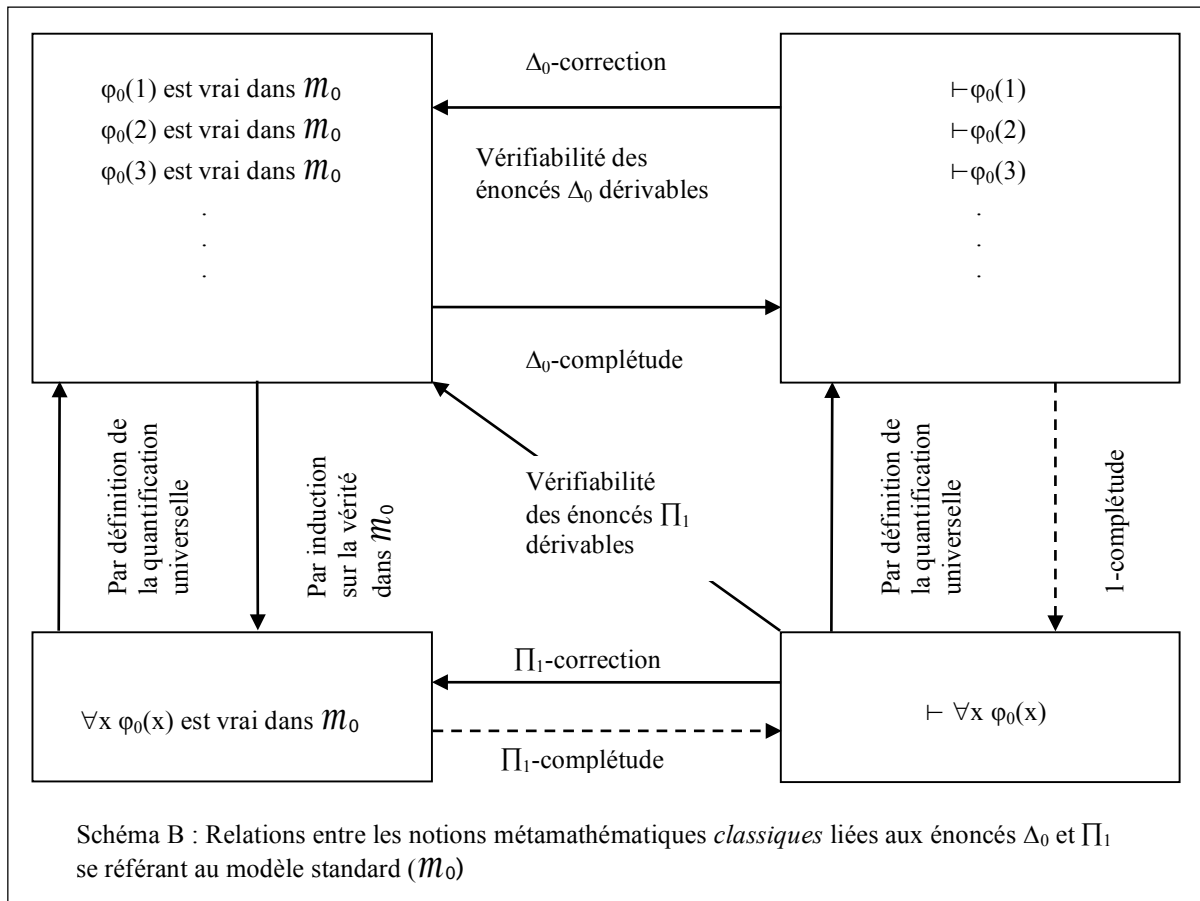 φ₀(1) est vrai dans m₀
φ₀(2) est vrai dans m₀
φ₀(3) est vrai dans m₀
.
.
.
Δ₀-correction
Vérifiabilité des
énoncés Δ₀ dérivables
Δ₀-complétude
⊢φ₀(1)
⊢φ₀(2)
⊢φ₀(3)
.
.
.
Par définition de
la quantification
universelle
Par induction
sur la vérité
dans m₀
Vérifiabilité
des énoncés ∏₁
dérivables
Par définition de
la quantification
universelle
1-complétude
∀x φ₀(x) est vrai dans m₀
∏₁-correction
∏₁-complétude
⊢ ∀x φ₀(x)
Schéma B : Relations entre les notions métamathématiques classiques liées aux énoncés Δ₀ et ∏₁
se référant au modèle standard (m₀)